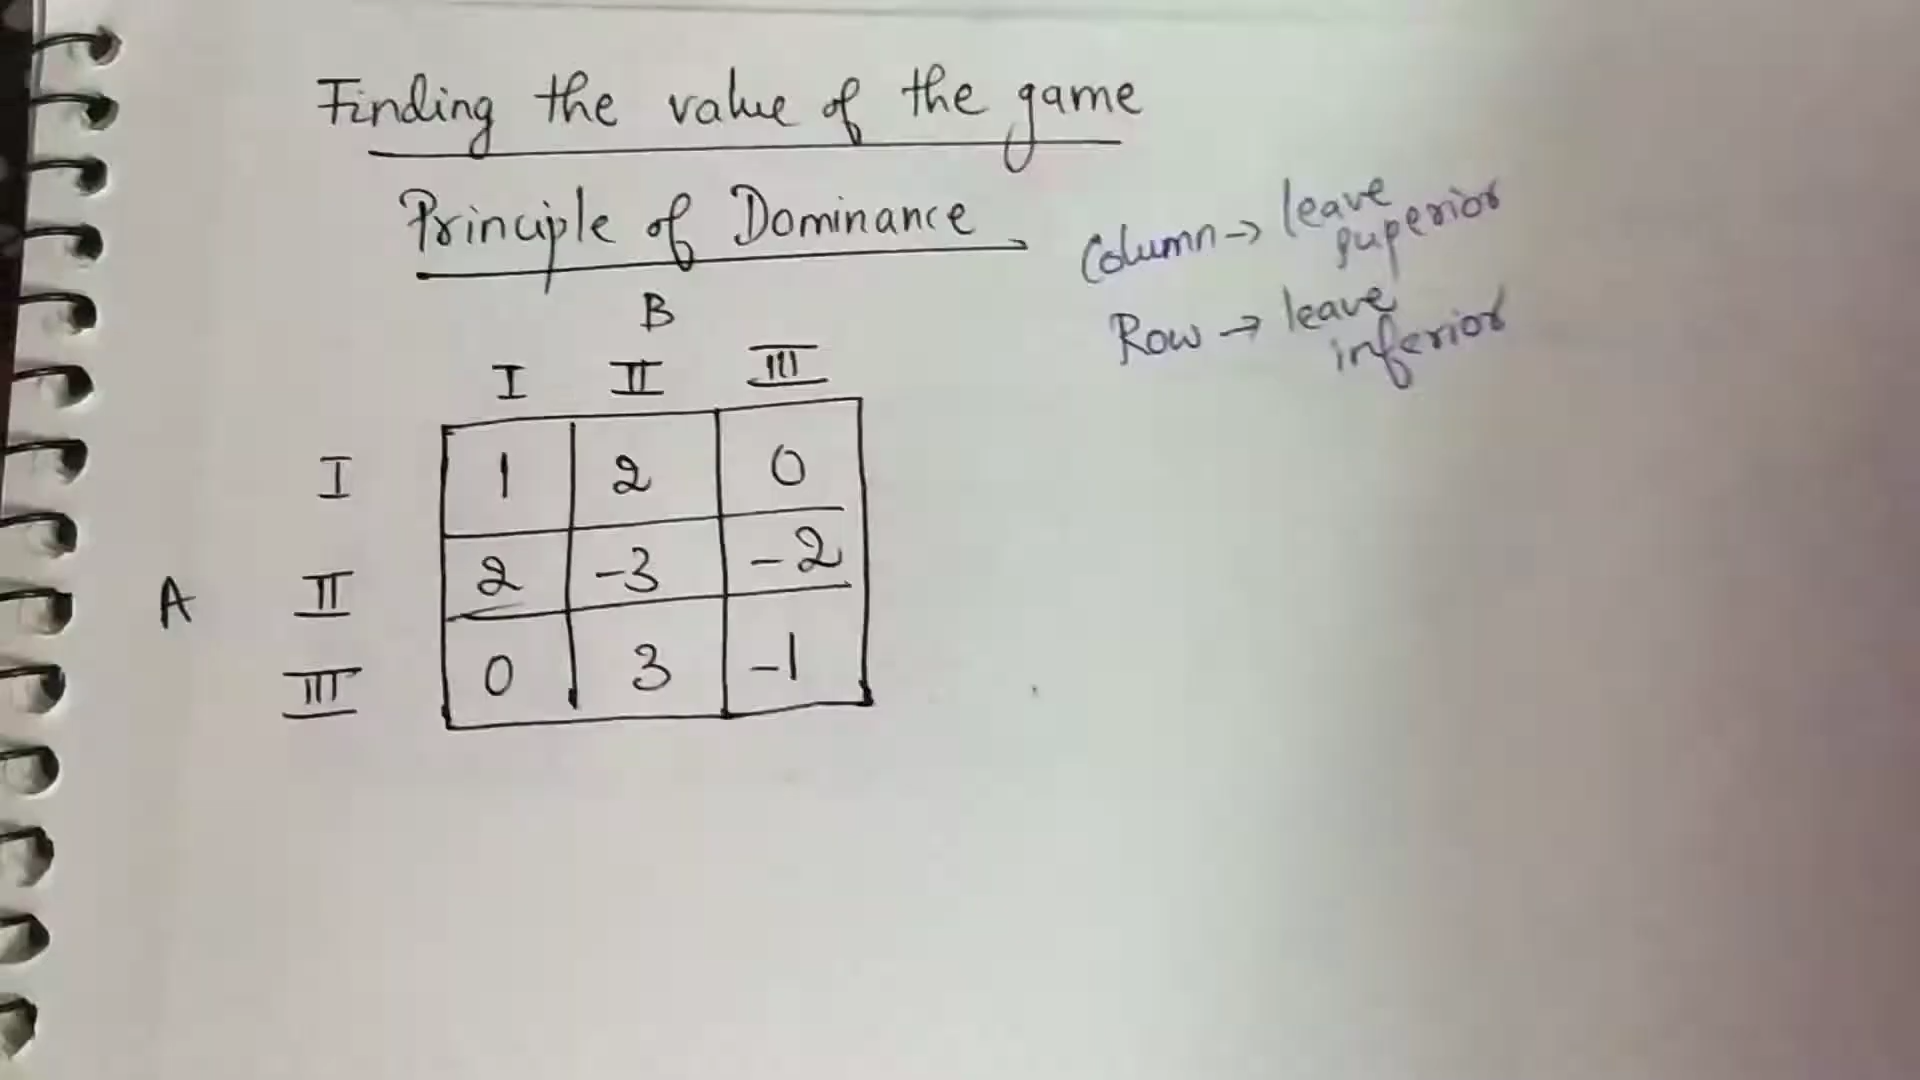 Finding the value of the game
Principle of Dominance
Column → leave superior
Row → leave inferior
B
I II III
I 1 2 0
A II 2 -3 -2
III 0 3 -1